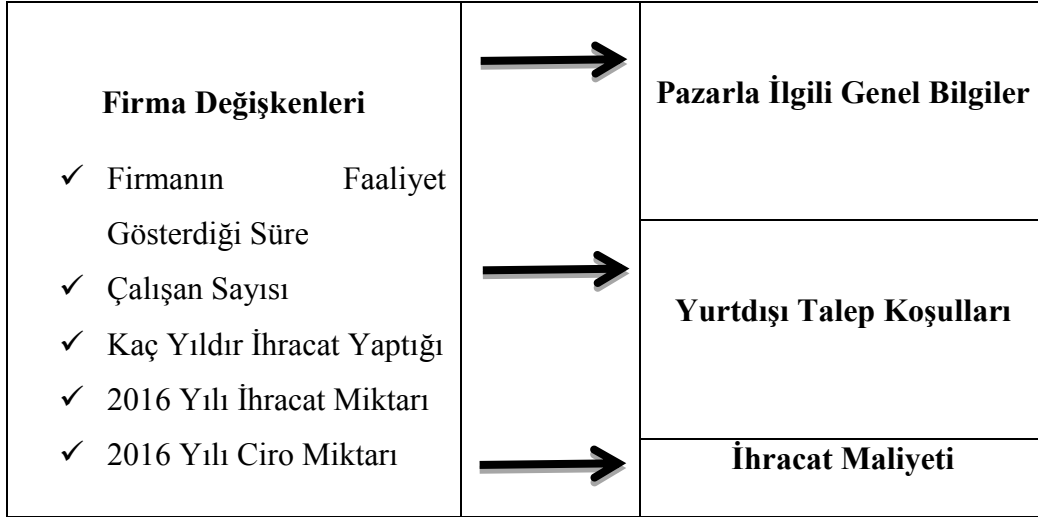 Firma Değişkenleri
✓ Firmanın Faaliyet
Gösterdiği Süre
✓ Çalışan Sayısı
✓ Kaç Yıldır İhracat Yaptığı
✓ 2016 Yılı İhracat Miktarı
✓ 2016 Yılı Ciro Miktarı
Pazarla İlgili Genel Bilgiler
Yurtdışı Talep Koşulları
İhracat Maliyeti